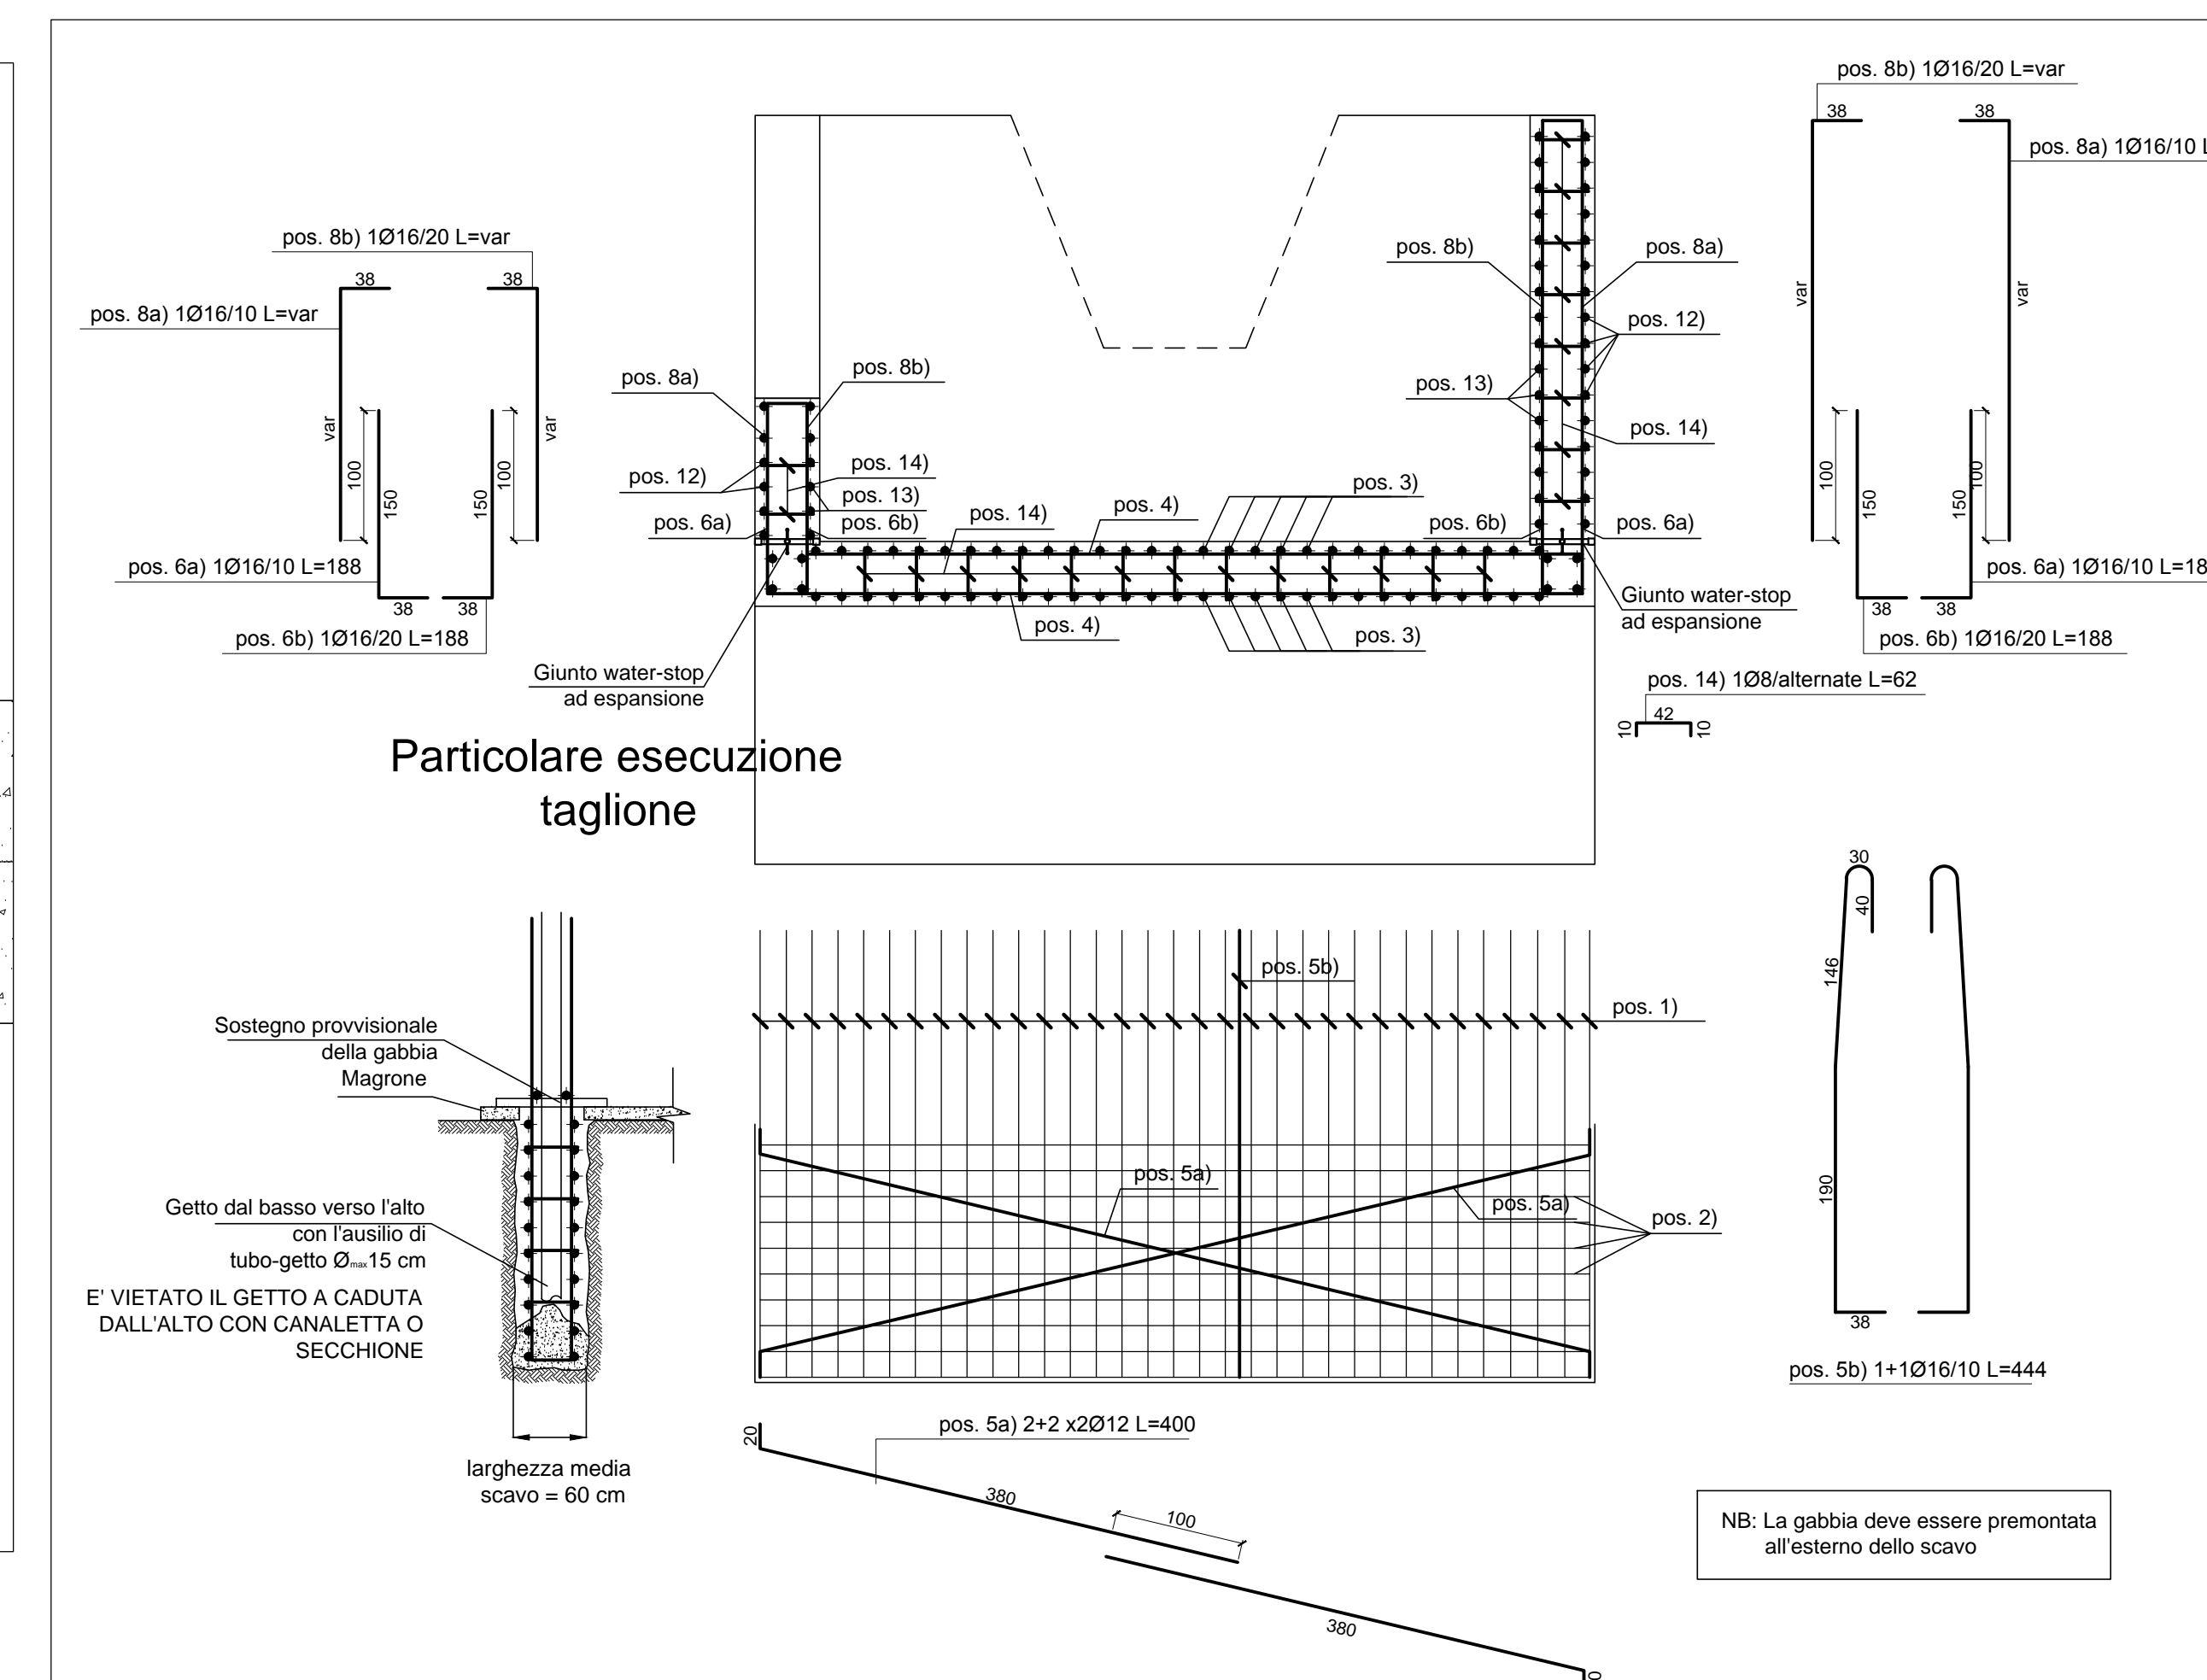 pos. 8b) 1Ø16/20 L=var
38
38
pos. 8a) 1Ø16/10 L
var
var
100
150
150
100
pos. 6a) 1Ø16/10 L=18
38
38
pos. 6b) 1Ø16/20 L=188
pos. 8b) 1Ø16/20 L=var
38
38
pos. 8a) 1Ø16/10 L=var
var
var
100
150
150
100
pos. 6a) 1Ø16/10 L=188
38
38
pos. 6b) 1Ø16/20 L=188
pos. 8a)
pos. 8b)
pos. 12)
pos. 14)
pos. 13)
pos. 6a)
pos. 6b)
pos. 14)
pos. 4)
pos. 3)
pos. 8b)
pos. 8a)
pos. 12)
pos. 13)
pos. 14)
pos. 6b)
pos. 6a)
pos. 4)
pos. 3)
Giunto water-stop
ad espansione
Giunto water-stop
ad espansione
pos. 14) 1Ø8/alternate L=62
10
42
10
Particolare esecuzione
taglione
Sostegno provvisionale
della gabbia
Magrone
Getto dal basso verso l'alto
con l'ausilio di
tubo-getto Ømax15 cm
E' VIETATO IL GETTO A CADUTA
DALL'ALTO CON CANALETTA O
SECCHIONE
larghezza media
scavo = 60 cm
pos. 5b)
pos. 1)
pos. 5a)
pos. 5a)
pos. 2)
30
40
146
190
38
pos. 5b) 1+1Ø16/10 L=444
20
pos. 5a) 2+2 x2Ø12 L=400
380
100
380
NB: La gabbia deve essere premontata
all'esterno dello scavo